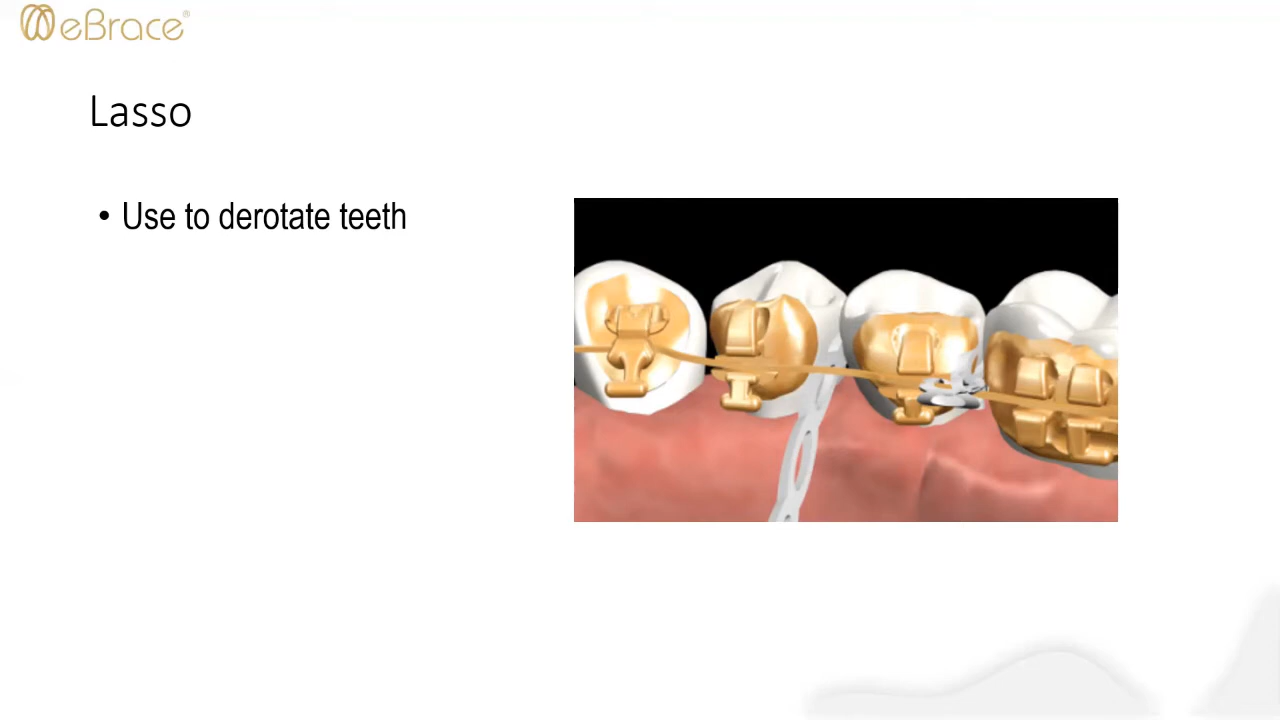 eBrace®
Lasso
• Use to derotate teeth